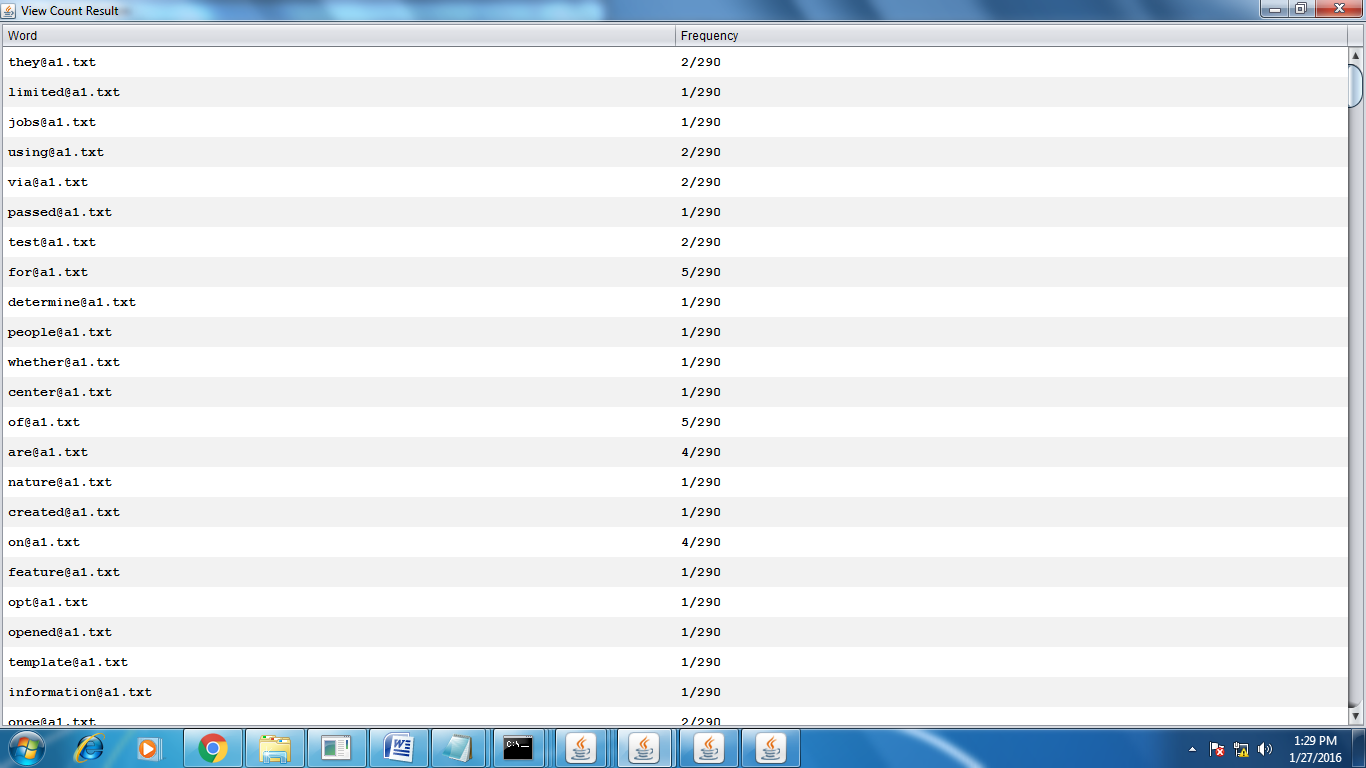 View Count Result
Word Frequency
they@a1.txt 2/290
limited@a1.txt 1/290
jobs@a1.txt 1/290
using@a1.txt 2/290
via@a1.txt 2/290
passed@a1.txt 1/290
test@a1.txt 2/290
for@a1.txt 5/290
determine@a1.txt 1/290
people@a1.txt 1/290
whether@a1.txt 1/290
center@a1.txt 1/290
of@a1.txt 5/290
are@a1.txt 4/290
nature@a1.txt 1/290
created@a1.txt 1/290
on@a1.txt 4/290
feature@a1.txt 1/290
opt@a1.txt 1/290
opened@a1.txt 1/290
template@a1.txt 1/290
information@a1.txt 1/290
once@a1.txt 2/290
C:\
1:29 PM
1/27/2016